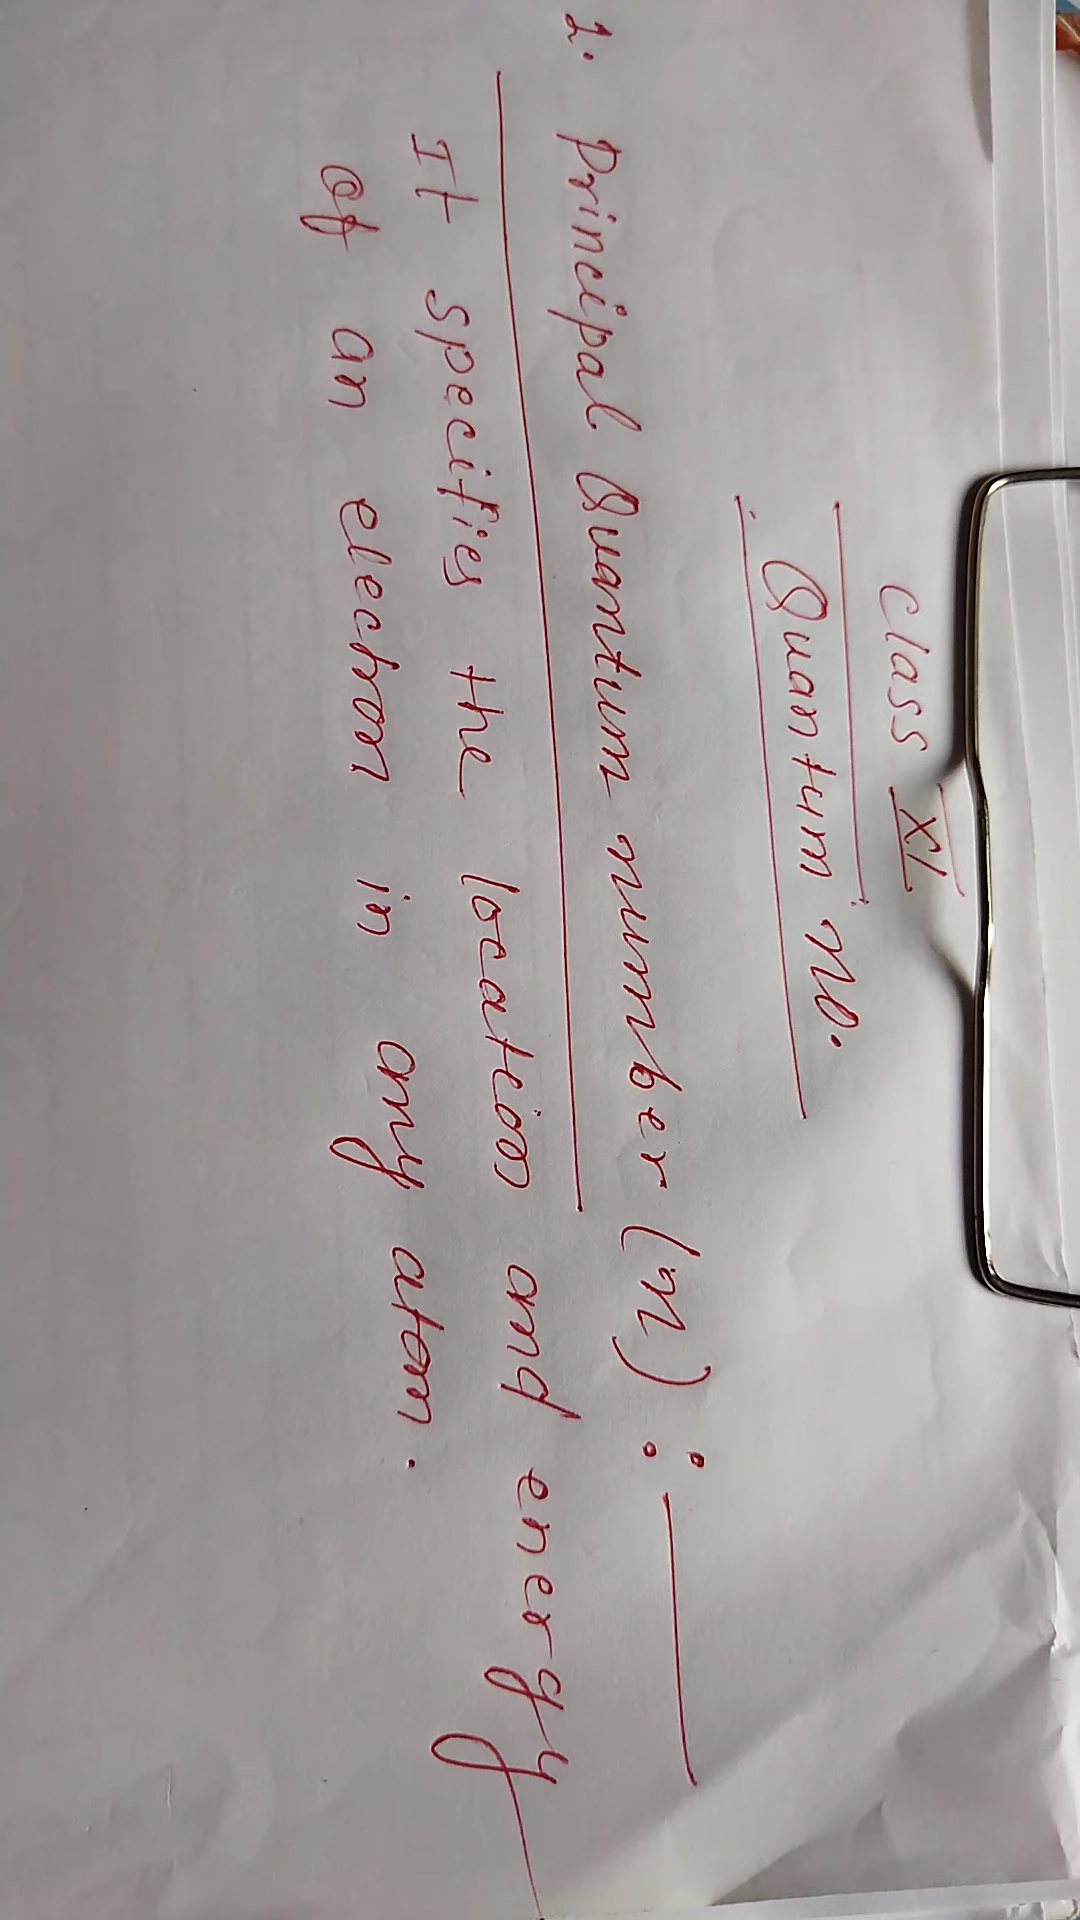 Class XI
Quantum no.
1. Principal Quantum number (n) :
It specifies the location and energy
of an electron in any atom.